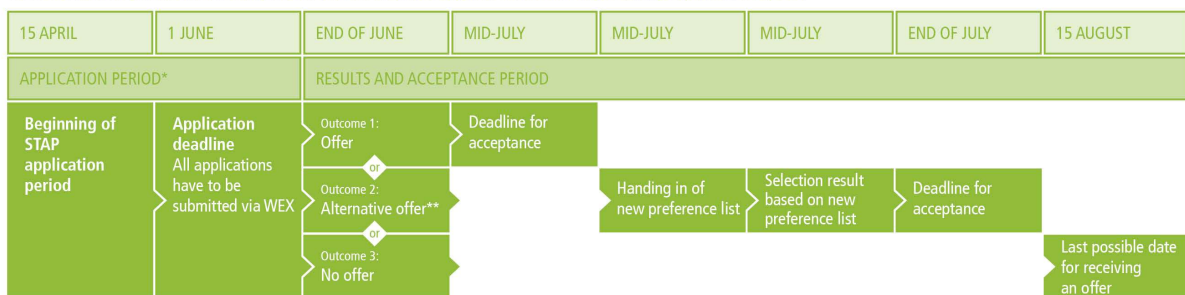 15 APRIL
1 JUNE
END OF JUNE
MID-JULY
MID-JULY
MID-JULY
END OF JULY
15 AUGUST
APPLICATION PERIOD*
RESULTS AND ACCEPTANCE PERIOD
Beginning of
STAP
application
period
Application
deadline
All applications
have to be
submitted via WEX
Outcome 1:
Offer
or
Outcome 2:
Alternative offer**
or
Outcome 3:
No offer
Deadline for
acceptance
Handing in of
new preference list
Selection result
based on new
preference list
Deadline for
acceptance
Last possible date
for receiving
an offer